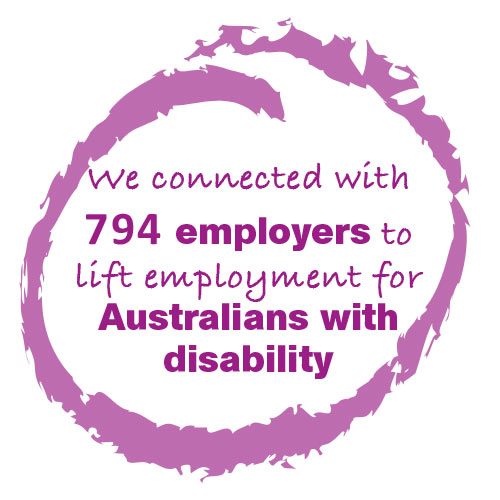 We connected with
794 employers to
lift employment for
Australians with
disability